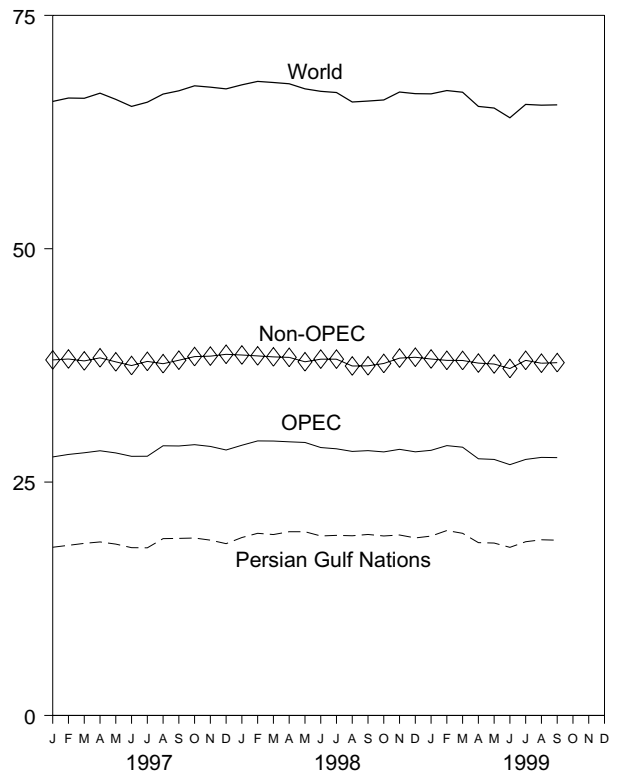 75
World
50
Non-OPEC
OPEC
25
Persian Gulf Nations
0
J F M A M J J A S O N D J F M A M J J A S O N D J F M A M J J A S O N D
1997 1998 1999